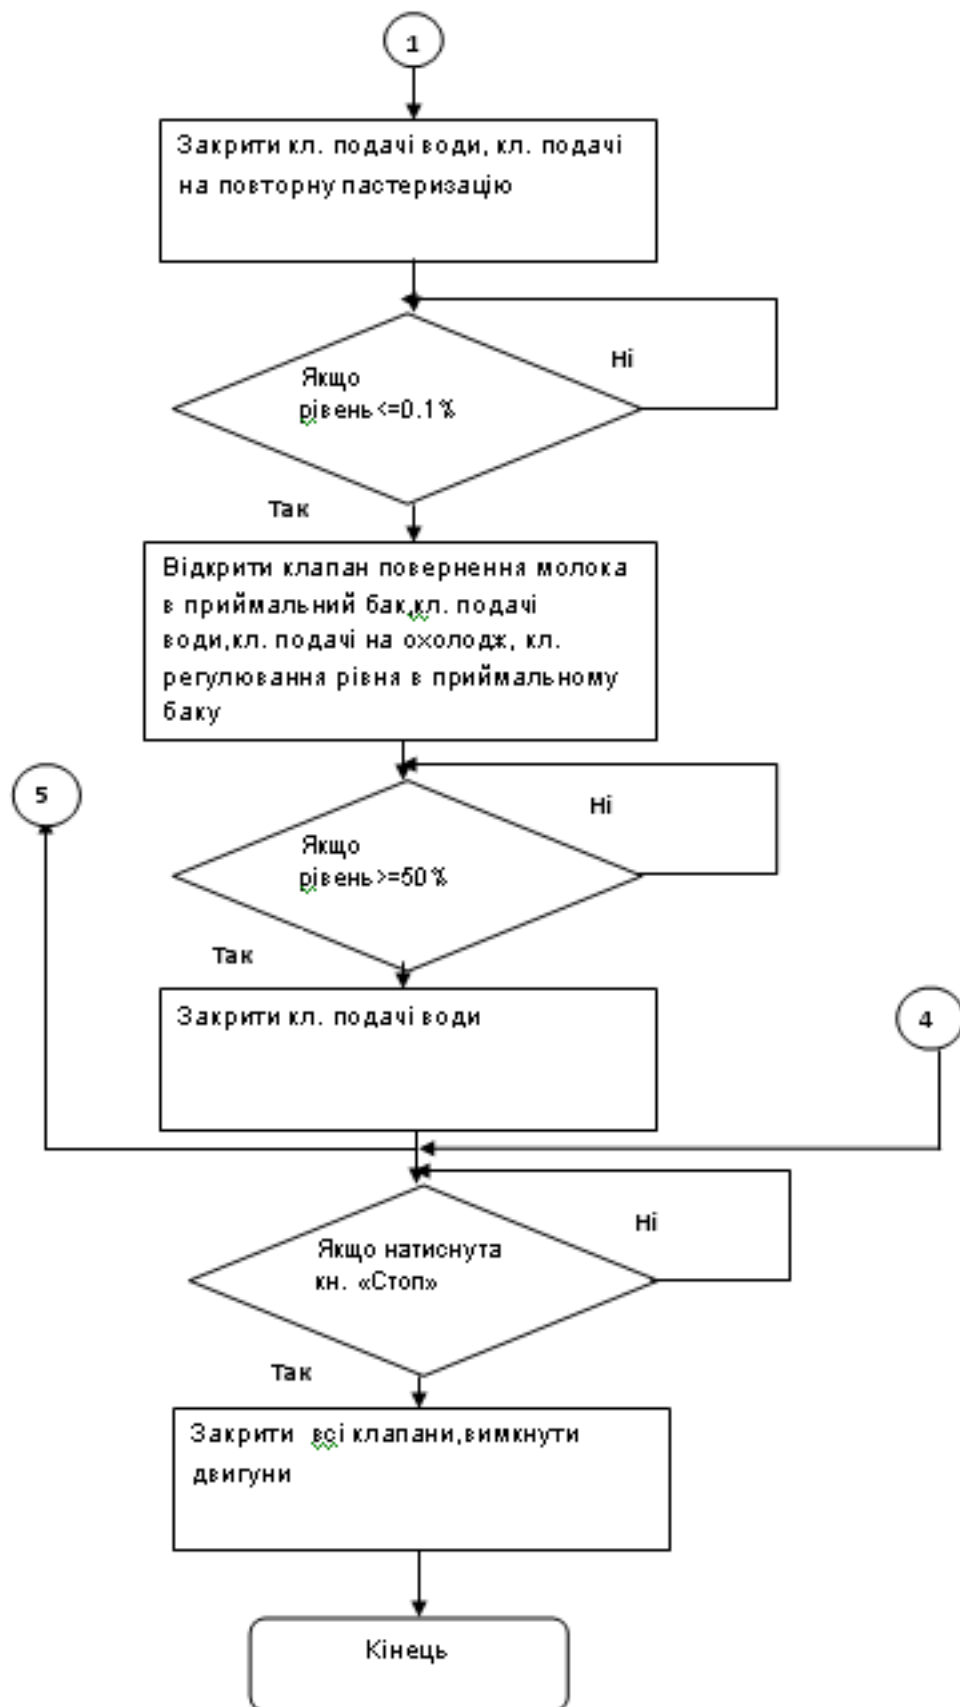 1
Закрити кл. подачі води, кл. подачі
на повторну пастеризацію
Ні
Якщо
рівень<=0.1%
Так
Відкрити клапан повернення молока
в приймальний бак,кл. подачі
води,кл. подачі на охолодж, кл.
регулювання рівня в приймальному
баку
5
Ні
Якщо
рівень>=50%
Так
Закрити кл. подачі води
4
Ні
Якщо натиснута
кн. «Стоп»
Так
Закрити всі клапани,вимкнути
двигуни
Кінець